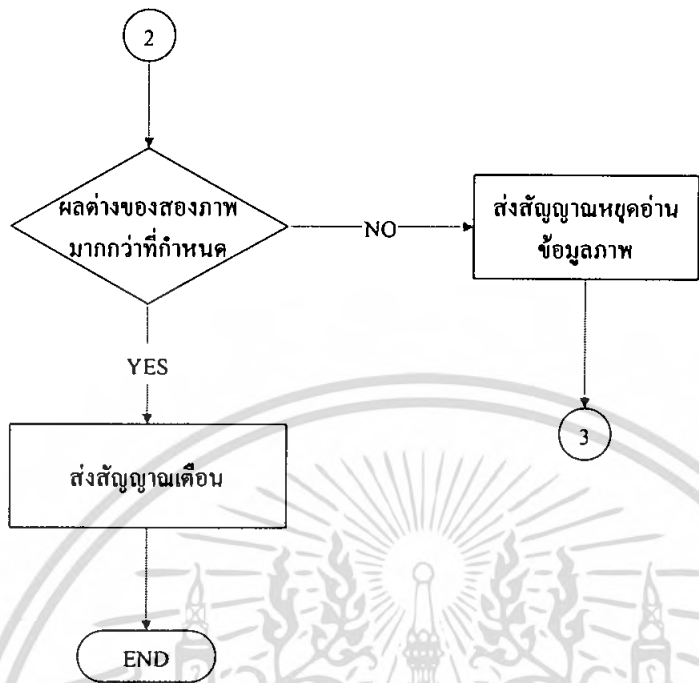 2
ผลต่างของสองภาพ
มากกว่าที่กำหนด
NO
ส่งสัญญาณหยุดอ่าน
ข้อมูลภาพ
YES
3
ส่งสัญญาณเตือน
END